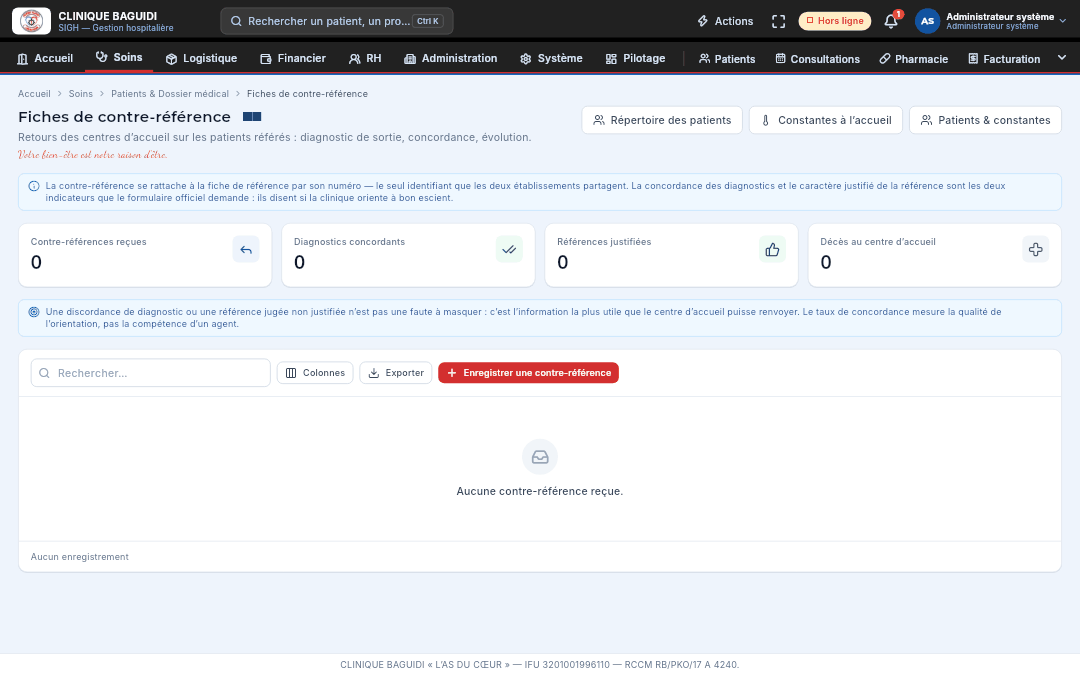 CLINIQUE BAGUIDI
SIGH — Gestion hospitalière
Rechercher un patient, un pro... Ctrl K
Actions
Hors ligne
1
AS
Administrateur système
Administrateur système
Accueil Soins Logistique Financier RH Administration Système Pilotage Patients Consultations Pharmacie Facturation
Accueil > Soins > Patients & Dossier médical > Fiches de contre-référence
Fiches de contre-référence
Retours des centres d’accueil sur les patients référés : diagnostic de sortie, concordance, évolution.
Votre bien-être est notre raison d'être.
Répertoire des patients
Constantes à l’accueil
Patients & constantes
La contre-référence se rattache à la fiche de référence par son numéro — le seul identifiant que les deux établissements partagent. La concordance des diagnostics et le caractère justifié de la référence sont les deux
indicateurs que le formulaire officiel demande : ils disent si la clinique oriente à bon escient.
Contre-références reçues
0
Diagnostics concordants
0
Références justifiées
0
Décès au centre d’accueil
0
Une discordance de diagnostic ou une référence jugée non justifiée n’est pas une faute à masquer : c’est l’information la plus utile que le centre d’accueil puisse renvoyer. Le taux de concordance mesure la qualité de
l’orientation, pas la compétence d’un agent.
Rechercher...
Colonnes
Exporter
Enregistrer une contre-référence
Aucune contre-référence reçue.
Aucun enregistrement
CLINIQUE BAGUIDI « L’AS DU CŒUR » — IFU 3201001996110 — RCCM RB/PKO/17 A 4240.